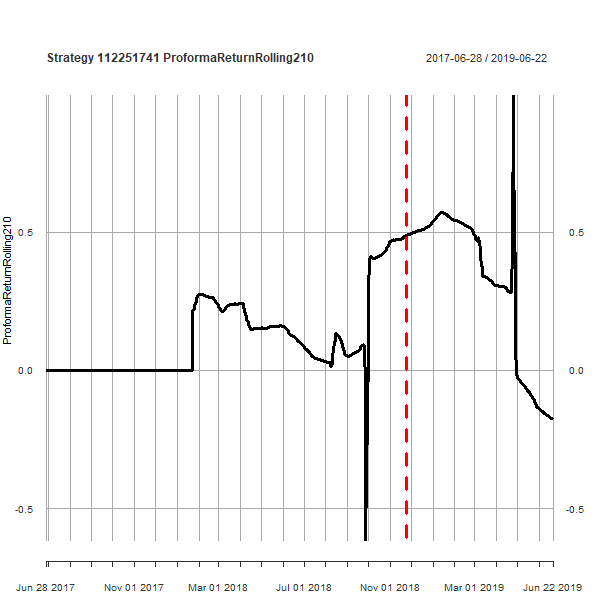 Strategy 112251741 ProformaReturnRolling210
2017-06-28 / 2019-06-22
ProformaReturnRolling210
0.5
0.5
0.0
0.0
-0.5
-0.5
Jun 28 2017
Nov 01 2017
Mar 01 2018
Jul 01 2018
Nov 01 2018
Mar 01 2019
Jun 22 2019